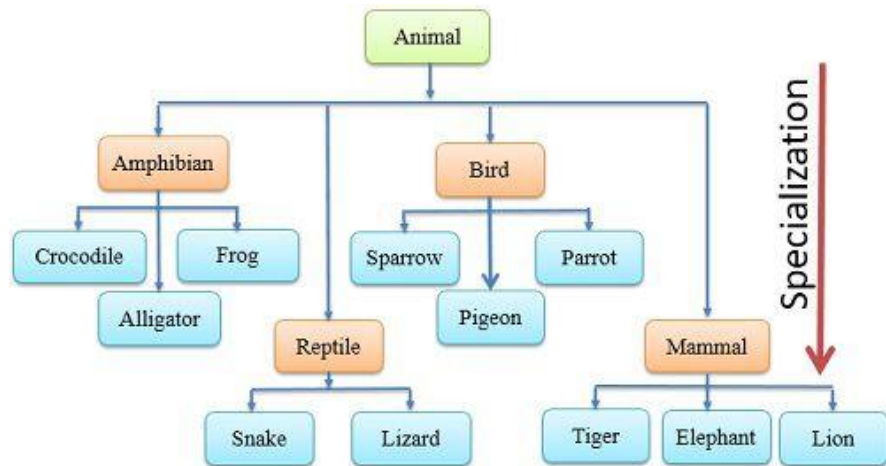 Animal
Amphibian
Bird
Crocodile
Frog
Sparrow
Parrot
Alligator
Pigeon
Reptile
Mammal
Snake
Lizard
Tiger
Elephant
Lion
Specialization